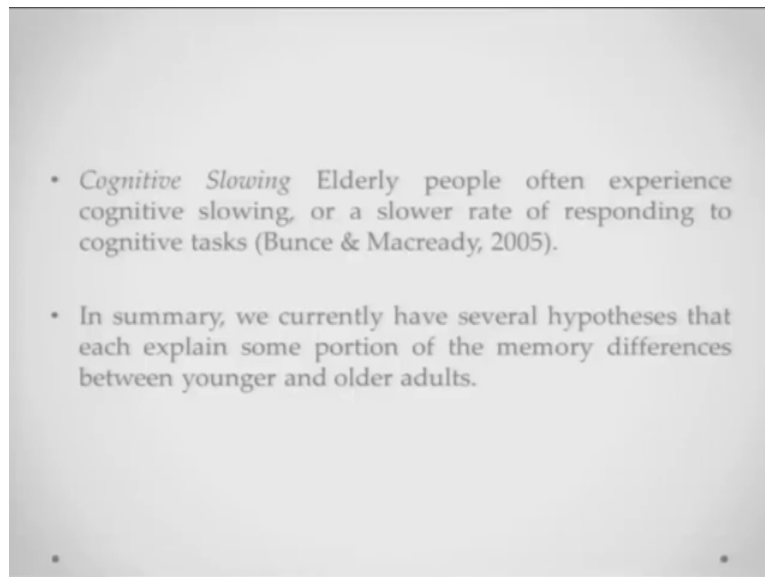 • Cognitive Slowing Elderly people often experience
cognitive slowing, or a slower rate of responding to
cognitive tasks (Bunce & Macready, 2005).
• In summary, we currently have several hypotheses that
each explain some portion of the memory differences
between younger and older adults.